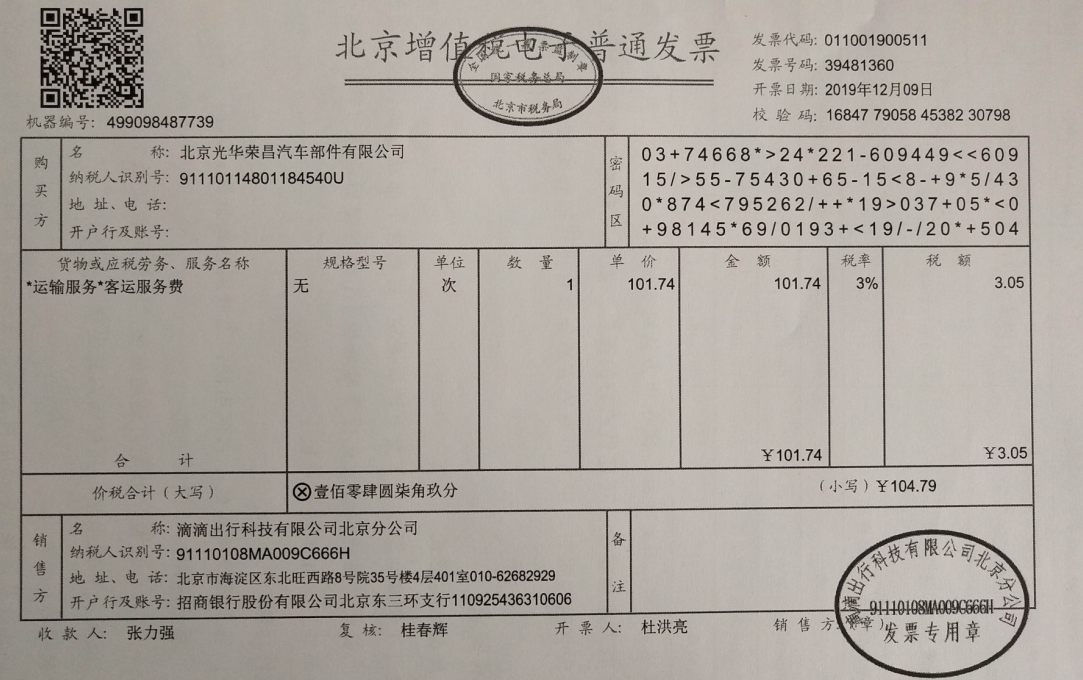 北京增值税电子普通发票
全国统一发票监制章
国家税务总局
北京市税务局
发票代码: 011001900511
发票号码: 39481360
开票日期: 2019年12月09日
校 验 码: 16847 79058 45382 30798
机器编号: 499098487739
购买方
名 称: 北京光华荣昌汽车部件有限公司
纳税人识别号: 91110114801184540U
地 址、电 话:
开户行及账号:
密码区
03+74668*>24*221-609449<<609
15/>55-75430+65-15<8-+9*5/43
0*874<795262/++*19>037+05*<0
+98145*69/0193+<19/-/20*+504
货物或应税劳务、服务名称 规格型号 单位 数 量 单 价 金 额 税率 税 额
*运输服务*客运服务费 无 次 1 101.74 101.74 3% 3.05
合 计 ￥101.74 ￥3.05
价税合计（大写） ⊗壹佰零肆圆柒角玖分 （小写）￥104.79
销售方
名 称: 滴滴出行科技有限公司北京分公司
纳税人识别号: 91110108MA009C666H
地 址、电 话: 北京市海淀区东北旺西路8号院35号楼4层401室010-62682929
开户行及账号: 招商银行股份有限公司北京东三环支行110925436310606
备注
收 款 人: 张力强 复 核: 桂春辉 开 票 人: 杜洪亮 销 售 方:（章）
滴滴出行科技有限公司北京分公司
91110108MA009C666H
发票专用章